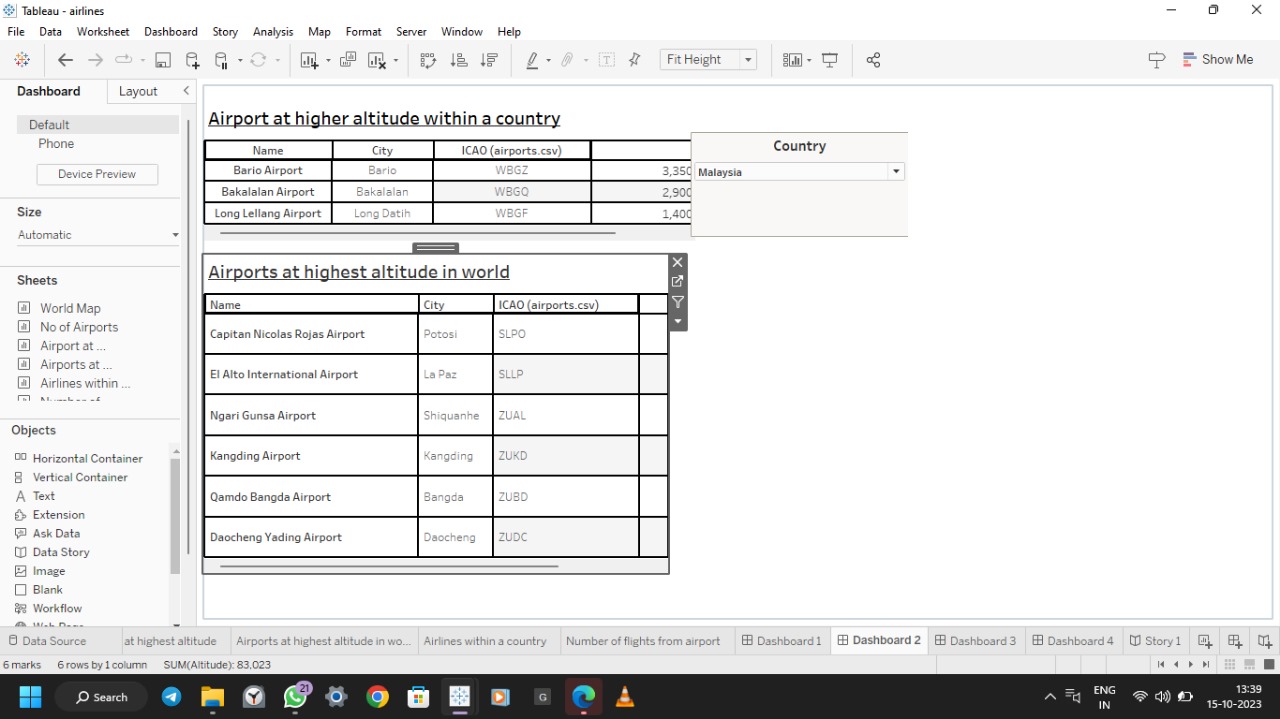 Tableau - airlines
File Data Worksheet Dashboard Story Analysis Map Format Server Window Help
Fit Height
Show Me
Dashboard Layout
Default
Phone
Device Preview
Size
Automatic
Sheets
World Map
No of Airports
Airport at ...
Airports at ...
Airlines within ...
Objects
Horizontal Container
Vertical Container
Text
Extension
Ask Data
Data Story
Image
Blank
Workflow
Airport at higher altitude within a country
Name City ICAO (airports.csv)
Bario Airport Bario WBGZ 3,350
Bakalalan Airport Bakalalan WBGQ 2,900
Long Lellang Airport Long Datih WBGF 1,400
Country
Malaysia
Airports at highest altitude in world
Name City ICAO (airports.csv)
Capitan Nicolas Rojas Airport Potosi SLPO
El Alto International Airport La Paz SLLP
Ngari Gunsa Airport Shiquanhe ZUAL
Kangding Airport Kangding ZUKD
Qamdo Bangda Airport Bangda ZUBD
Daocheng Yading Airport Daocheng ZUDC
Data Source at highest altitude Airports at highest altitude in wo... Airlines within a country Number of flights from airport Dashboard 1 Dashboard 2 Dashboard 3 Dashboard 4 Story 1
6 marks 6 rows by 1 column SUM(Altitude): 83,023
Search
21
G
ENG
IN
13:39
15-10-2023